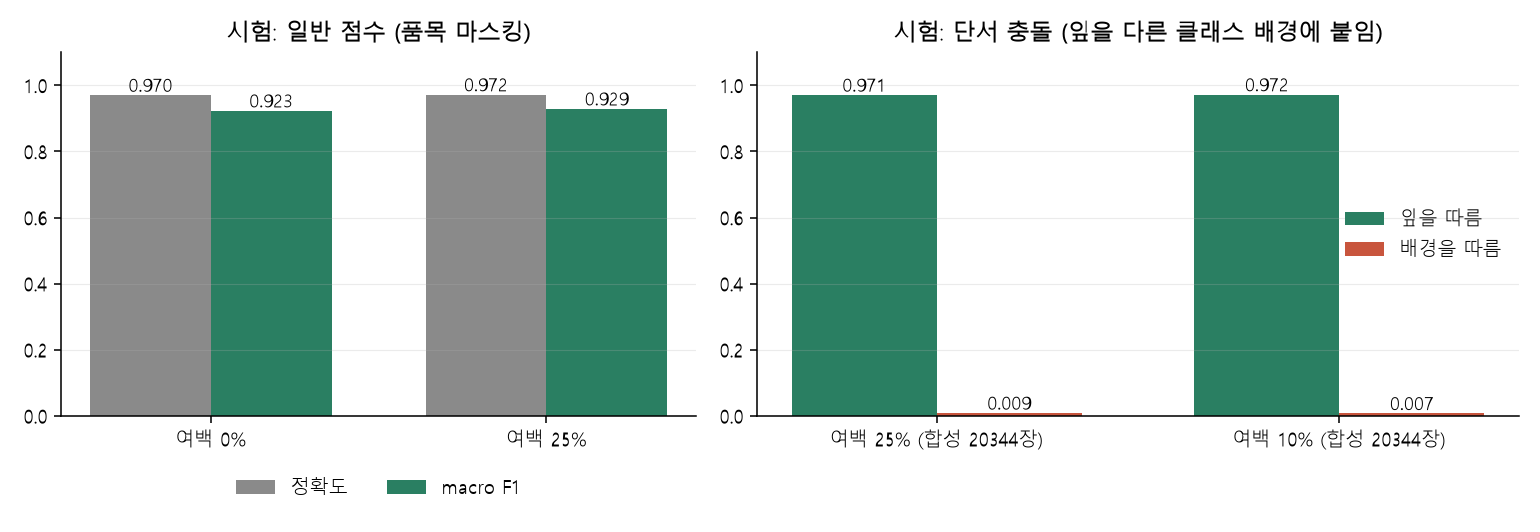 시험: 일반 점수 (품목 마스킹)
1.0
0.8
0.6
0.4
0.2
0.0
0.970
0.923
0.972
0.929
여백 0%
여백 25%
정확도
macro F1
시험: 단서 충돌 (잎을 다른 클래스 배경에 붙임)
1.0
0.8
0.6
0.4
0.2
0.0
0.971
0.009
0.972
0.007
잎을 따름
배경을 따름
여백 25% (합성 20344장)
여백 10% (합성 20344장)